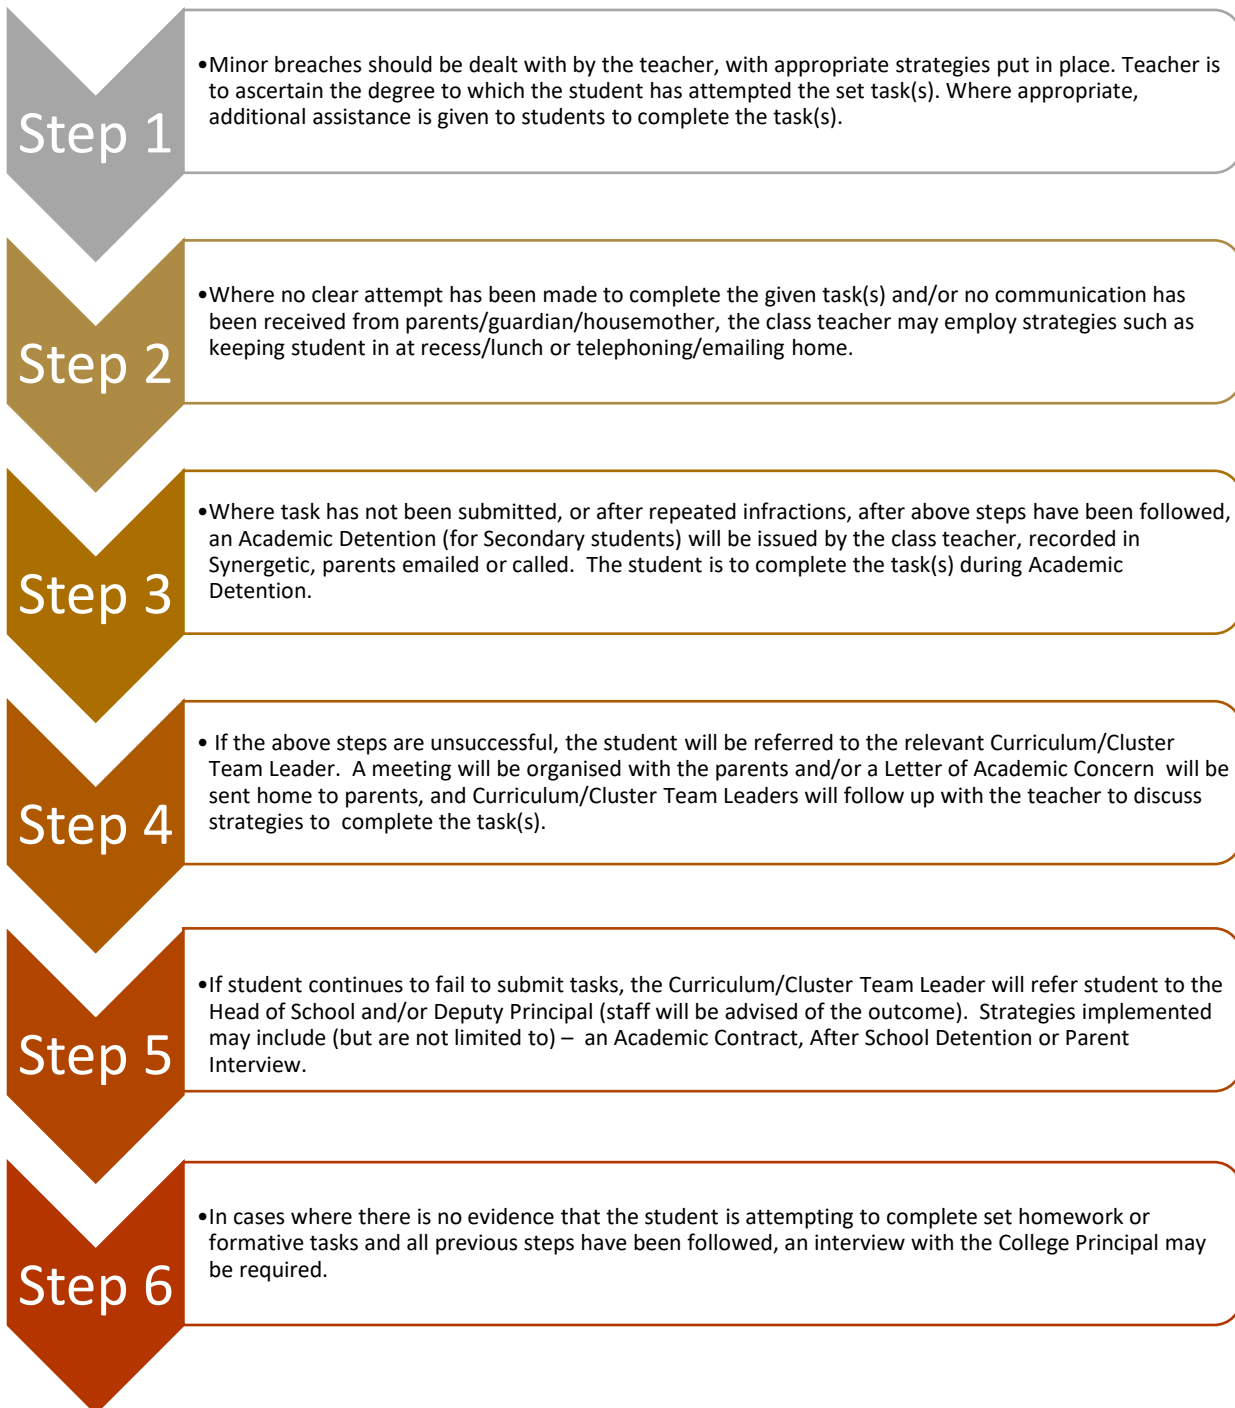 Step 1
•Minor breaches should be dealt with by the teacher, with appropriate strategies put in place. Teacher is
to ascertain the degree to which the student has attempted the set task(s). Where appropriate,
additional assistance is given to students to complete the task(s).
Step 2
•Where no clear attempt has been made to complete the given task(s) and/or no communication has
been received from parents/guardian/housemother, the class teacher may employ strategies such as
keeping student in at recess/lunch or telephoning/emailing home.
Step 3
•Where task has not been submitted, or after repeated infractions, after above steps have been followed,
an Academic Detention (for Secondary students) will be issued by the class teacher, recorded in
Synergetic, parents emailed or called.  The student is to complete the task(s) during Academic
Detention.
Step 4
• If the above steps are unsuccessful, the student will be referred to the relevant Curriculum/Cluster
Team Leader.  A meeting will be organised with the parents and/or a Letter of Academic Concern  will be
sent home to parents, and Curriculum/Cluster Team Leaders will follow up with the teacher to discuss
strategies to  complete the task(s).
Step 5
•If student continues to fail to submit tasks, the Curriculum/Cluster Team Leader will refer student to the
Head of School and/or Deputy Principal (staff will be advised of the outcome).  Strategies implemented
may include (but are not limited to) –  an Academic Contract, After School Detention or Parent
Interview.
Step 6
•In cases where there is no evidence that the student is attempting to complete set homework or
formative tasks and all previous steps have been followed, an interview with the College Principal may
be required.